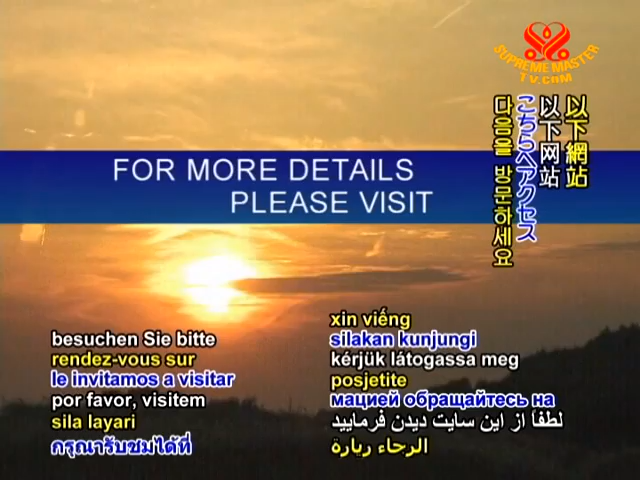 SUPREME MASTER
TV.COM
FOR MORE DETAILS
PLEASE VISIT
以下網站
以下网站
こちらへアクセス
다음을 방문하세요
besuchen Sie bitte
rendez-vous sur
le invitamos a visitar
por favor, visitem
sila layari
กรุณารับชมได้ที่
xin viếng
silakan kunjungi
kérjük látogassa meg
posjetite
мацией обращайтесь на
لطفاً از این سایت دیدن فرمایید
الرجاء زيارة